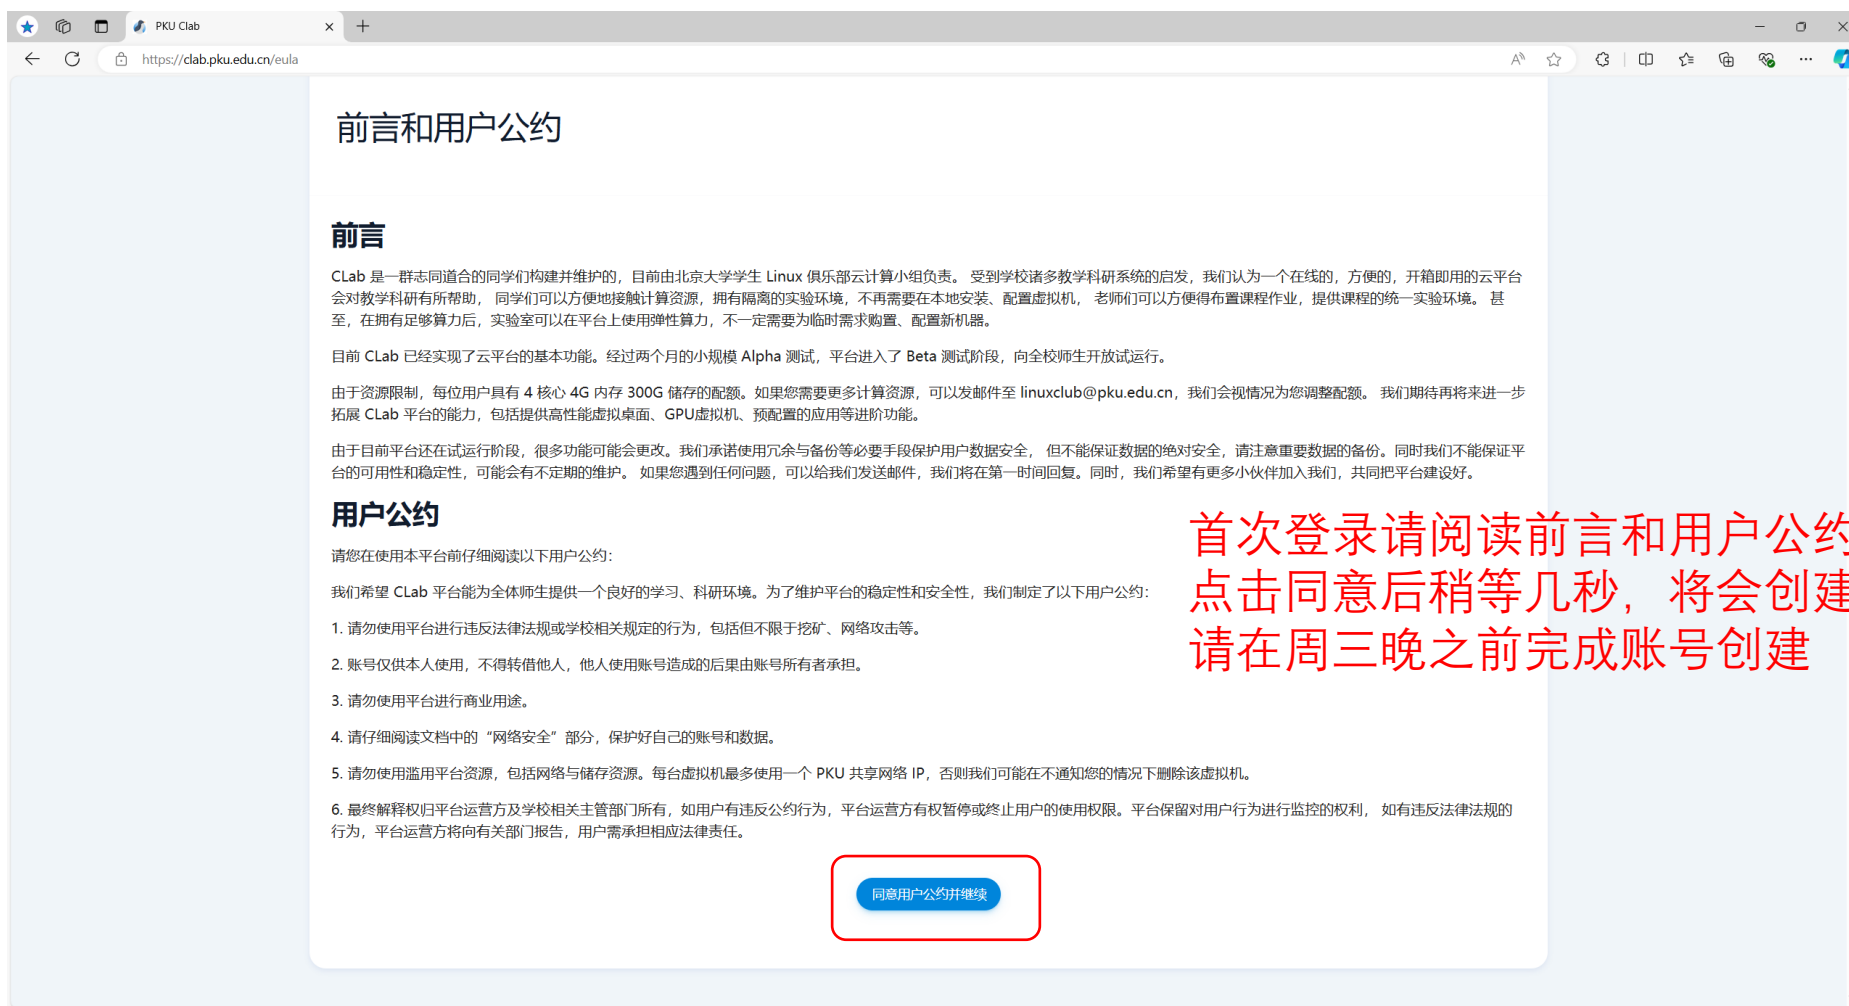 PKU Clab
https://clab.pku.edu.cn/eula
前言和用户公约
前言
CLab 是一群志同道合的同学们构建并维护的，目前由北京大学学生 Linux 俱乐部云计算小组负责。 受到学校诸多教学科研系统的启发，我们认为一个在线的，方便的，开箱即用的云平台
会对教学科研有所帮助， 同学们可以方便地接触计算资源，拥有隔离的实验环境，不再需要在本地安装、配置虚拟机， 老师们可以方便得布置课程作业，提供课程的统一实验环境。 甚
至，在拥有足够算力后，实验室可以在平台上使用弹性算力，不一定需要为临时需求购置、配置新机器。
目前 CLab 已经实现了云平台的基本功能。经过两个月的小规模 Alpha 测试，平台进入了 Beta 测试阶段，向全校师生开放试运行。
由于资源限制，每位用户具有 4 核心 4G 内存 300G 储存的配额。如果您需要更多计算资源，可以发邮件至 linuxclub@pku.edu.cn，我们会视情况为您调整配额。 我们期待再将来进一步
拓展 CLab 平台的能力，包括提供高性能虚拟桌面、GPU虚拟机、预配置的应用等进阶功能。
由于目前平台还在试运行阶段，很多功能可能会更改。我们承诺使用冗余与备份等必要手段保护用户数据安全， 但不能保证数据的绝对安全，请注意重要数据的备份。同时我们不能保证平
台的可用性和稳定性，可能会有不定期的维护。 如果您遇到任何问题，可以给我们发送邮件，我们将在第一时间回复。同时，我们希望有更多小伙伴加入我们，共同把平台建设好。
用户公约
请您在使用本平台前仔细阅读以下用户公约：
我们希望 CLab 平台能为全体师生提供一个良好的学习、科研环境。为了维护平台的稳定性和安全性，我们制定了以下用户公约：
1. 请勿使用平台进行违反法律法规或学校相关规定的行为，包括但不限于挖矿、网络攻击等。
2. 账号仅供本人使用，不得转借他人，他人使用账号造成的后果由账号所有者承担。
3. 请勿使用平台进行商业用途。
4. 请仔细阅读文档中的“网络安全”部分，保护好自己的账号和数据。
5. 请勿使用滥用平台资源，包括网络与储存资源。每台虚拟机最多使用一个 PKU 共享网络 IP，否则我们可能在不通知您的情况下删除该虚拟机。
6. 最终解释权归平台运营方及学校相关主管部门所有，如用户有违反公约行为，平台运营方有权暂停或终止用户的使用权限。平台保留对用户行为进行监控的权利， 如有违反法律法规的
行为，平台运营方将向有关部门报告，用户需承担相应法律责任。
同意用户公约并继续
首次登录请阅读前言和用户公约
点击同意后稍等几秒，将会创建
请在周三晚之前完成账号创建